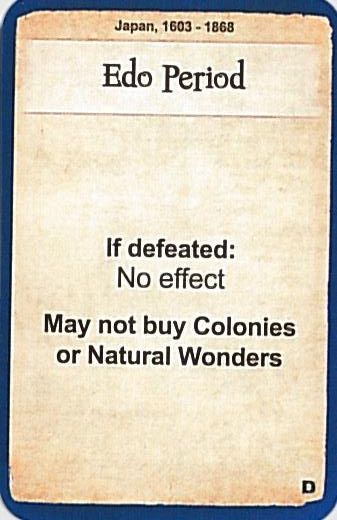 Japan, 1603 - 1868
Edo Period
If defeated:
No effect
May not buy Colonies
or Natural Wonders
D